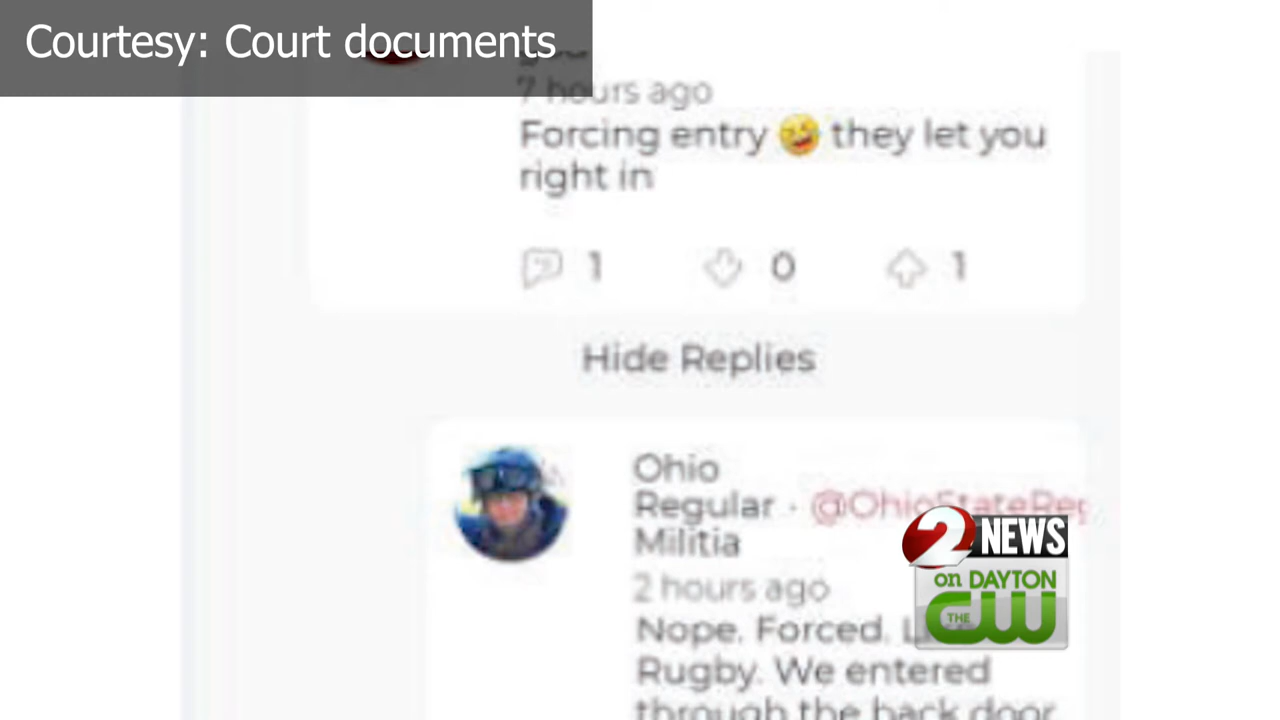 Courtesy: Court documents
7 hours ago
Forcing entry 🤣 they let you
right in
1 0 1
Hide Replies
Ohio
Regular · @OhioStateReg
Militia
2 hours ago
Nope. Forced.
Rugby. We entered
through the back door
2 NEWS
on DAYTON
THE CW